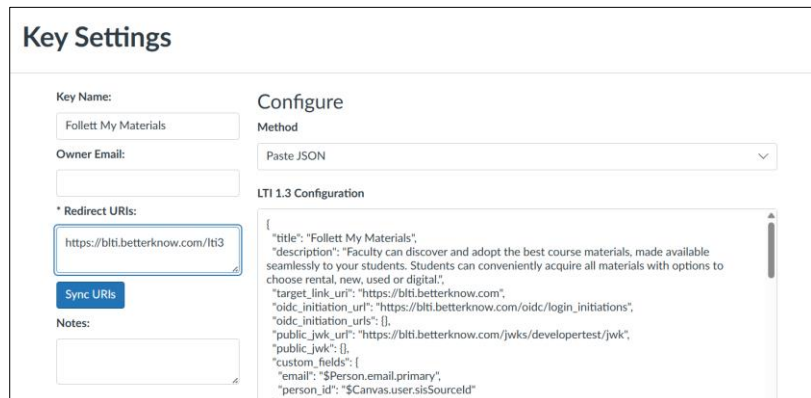 Key Settings
Key Name:
Follett My Materials
Owner Email:
* Redirect URIs:
https://blti.betterknow.com/lti3
Sync URIs
Notes:
Configure
Method
Paste JSON
LTI 1.3 Configuration
{
"title": "Follett My Materials",
"description": "Faculty can discover and adopt the best course materials, made available
seamlessly to your students. Students can conveniently acquire all materials with options to
choose rental, new, used or digital.",
"target_link_uri": "https://blti.betterknow.com",
"oidc_initiation_url": "https://blti.betterknow.com/oidc/login_initiations",
"oidc_initiation_urls": {},
"public_jwk_url": "https://blti.betterknow.com/jwks/developertest/jwk",
"public_jwk": {},
"custom_fields": {
"email": "$Person.email.primary",
"person_id": "$Canvas.user.sisSourceId"